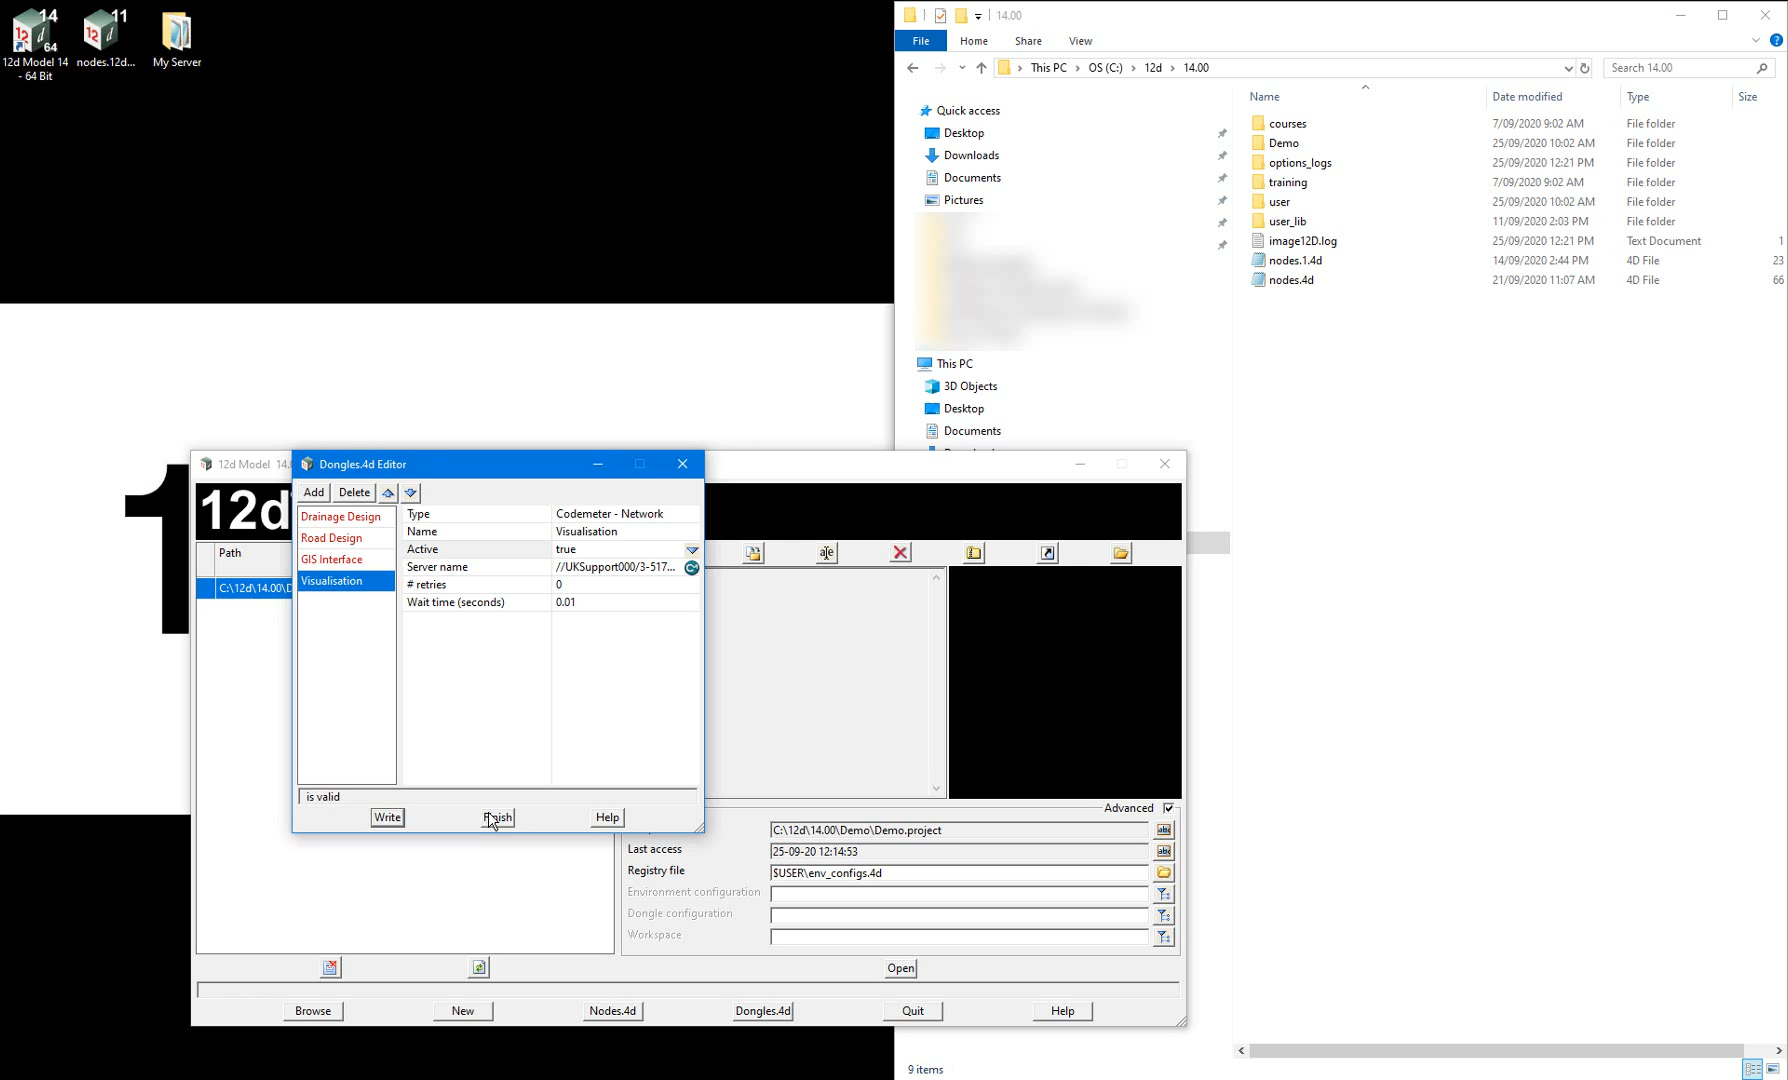 14
12
d
64
12d Model 14
- 64 Bit
11
12
d
nodes.12d...
My Server
14.00
File
Home
Share
View
This PC
OS (C:)
12d
14.00
Search 14.00
Name
Date modified
Type
Size
Quick access
Desktop
Downloads
Documents
Pictures
This PC
3D Objects
Desktop
Documents
courses 7/09/2020 9:02 AM File folder
Demo 25/09/2020 10:02 AM File folder
options_logs 25/09/2020 12:21 PM File folder
training 7/09/2020 9:02 AM File folder
user 25/09/2020 10:02 AM File folder
user_lib 11/09/2020 2:03 PM File folder
image12D.log 25/09/2020 12:21 PM Text Document 1
nodes.1.4d 14/09/2020 2:44 PM 4D File 23
nodes.4d 21/09/2020 11:07 AM 4D File 66
9 items
12d Model 14.
12d
Path
C:\12d\14.00\D
Dongles.4d Editor
Add
Delete
Drainage Design
Road Design
GIS Interface
Visualisation
Type Codemeter - Network
Name Visualisation
Active true
Server name //UKSupport000/3-517...
# retries 0
Wait time (seconds) 0.01
is valid
Write
Finish
Help
Advanced
C:\12d\14.00\Demo\Demo.project
Last access 25-09-20 12:14:53
Registry file $USER\env_configs.4d
Environment configuration
Dongle configuration
Workspace
Open
Browse
New
Nodes.4d
Dongles.4d
Quit
Help